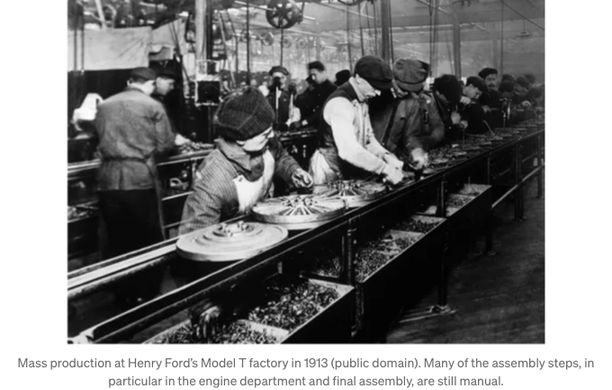 Mass production at Henry Ford’s Model T factory in 1913 (public domain). Many of the assembly steps, in
particular in the engine department and final assembly, are still manual.